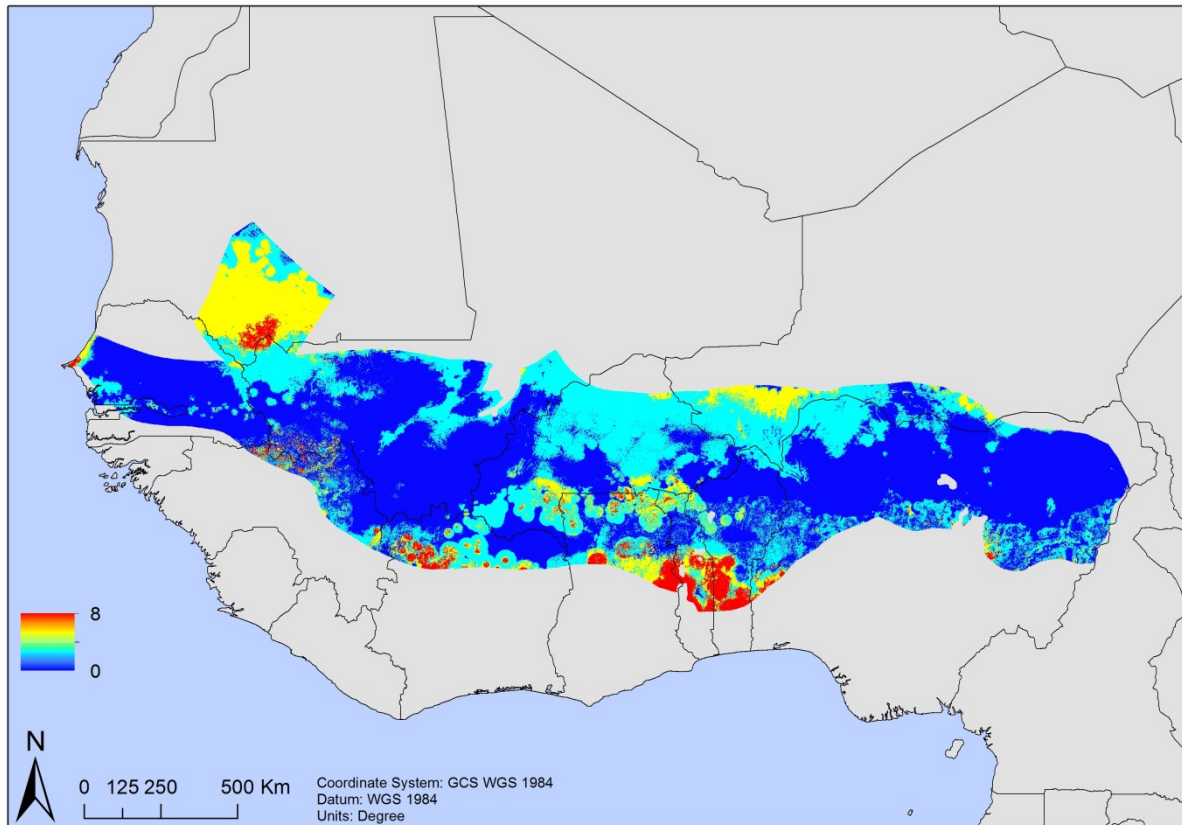 8
0
N
0 125 250 500 Km
Coordinate System: GCS WGS 1984
Datum: WGS 1984
Units: Degree